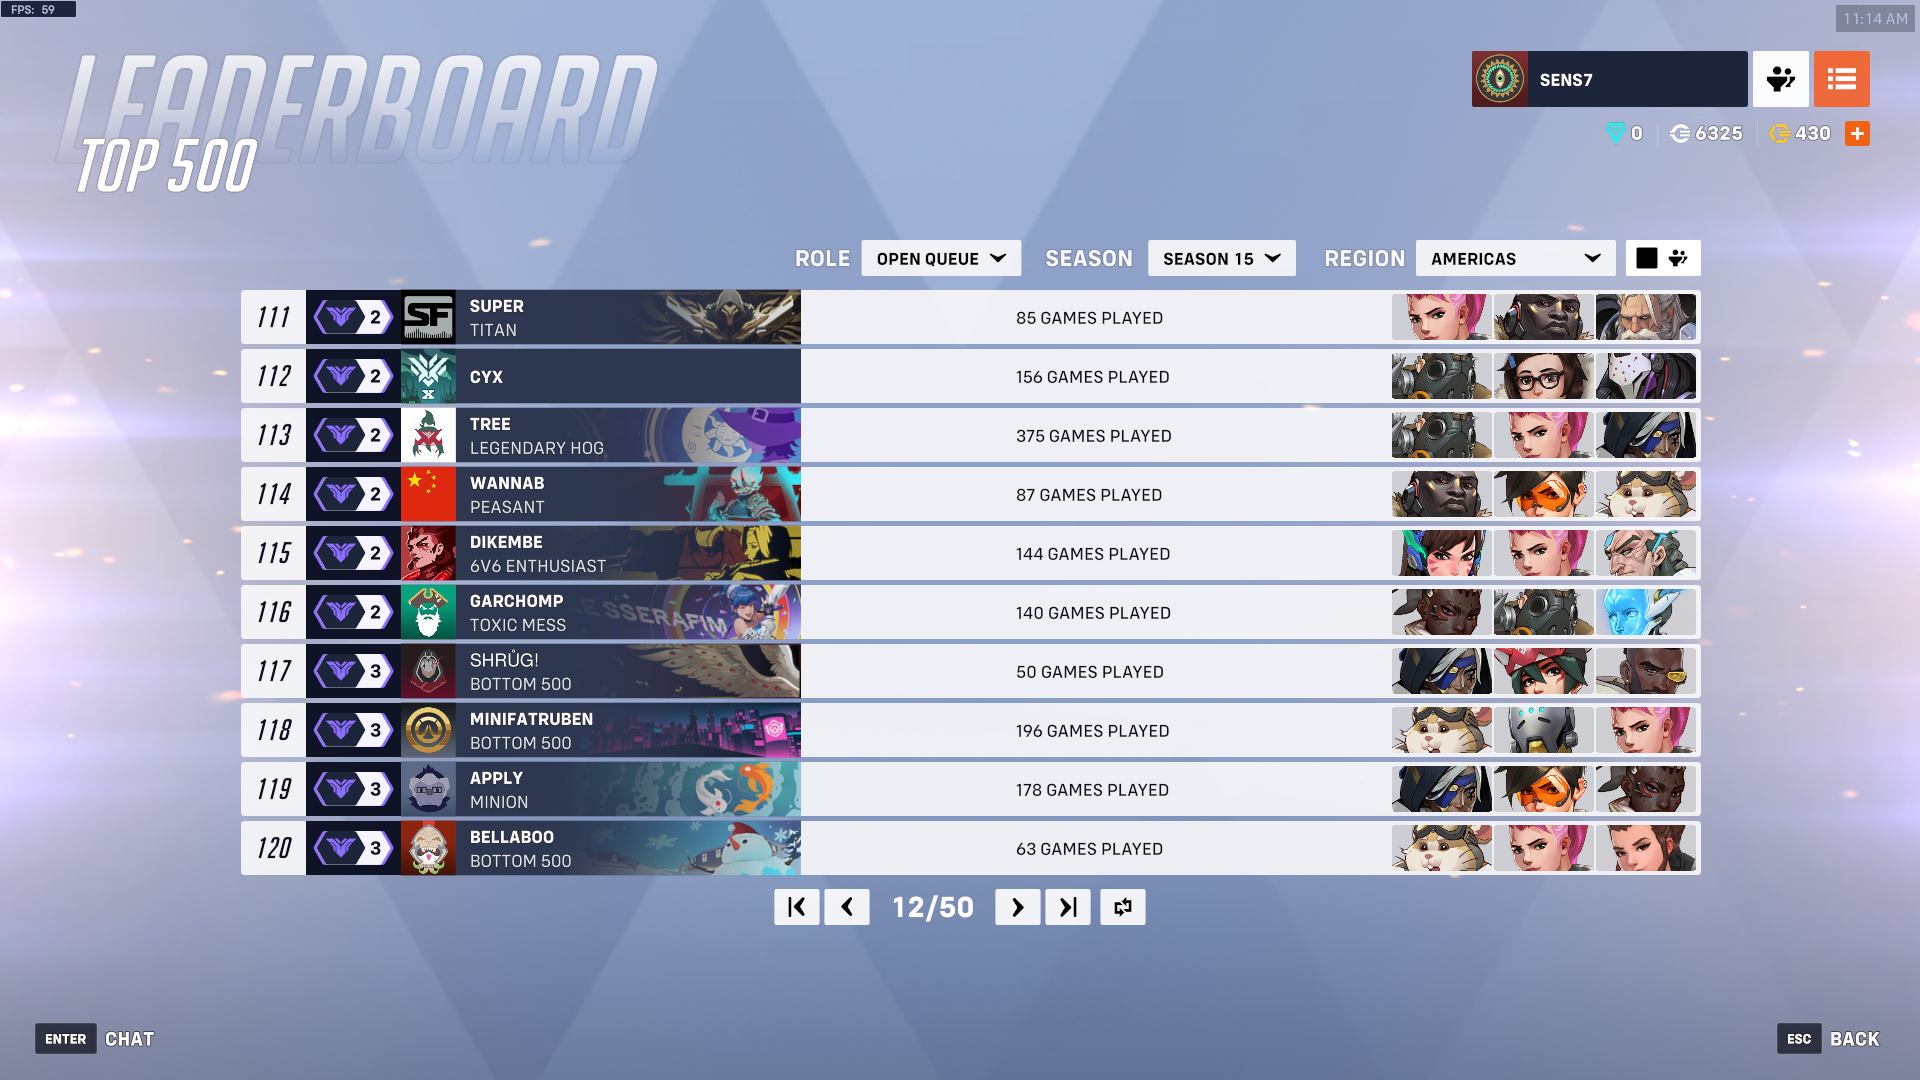 FPS: 59
11:14 AM
LEADERBOARD
TOP 500
SENS7
0 6325 430
ROLE OPEN QUEUE SEASON SEASON 15 REGION AMERICAS
111 2 SF SUPER
TITAN
85 GAMES PLAYED
112 2 X CYX
156 GAMES PLAYED
113 2 TREE
LEGENDARY HOG
375 GAMES PLAYED
114 2 WANNAB
PEASANT
87 GAMES PLAYED
115 2 DIKEMBE
6V6 ENTHUSIAST
144 GAMES PLAYED
116 2 GARCHOMP
TOXIC MESS
E SSERAFIM
140 GAMES PLAYED
117 3 SHRŮG!
BOTTOM 500
50 GAMES PLAYED
118 3 MINIFATRUBEN
BOTTOM 500
196 GAMES PLAYED
119 3 APPLY
MINION
178 GAMES PLAYED
120 3 BELLABOO
BOTTOM 500
63 GAMES PLAYED
12/50
ENTER CHAT
ESC BACK